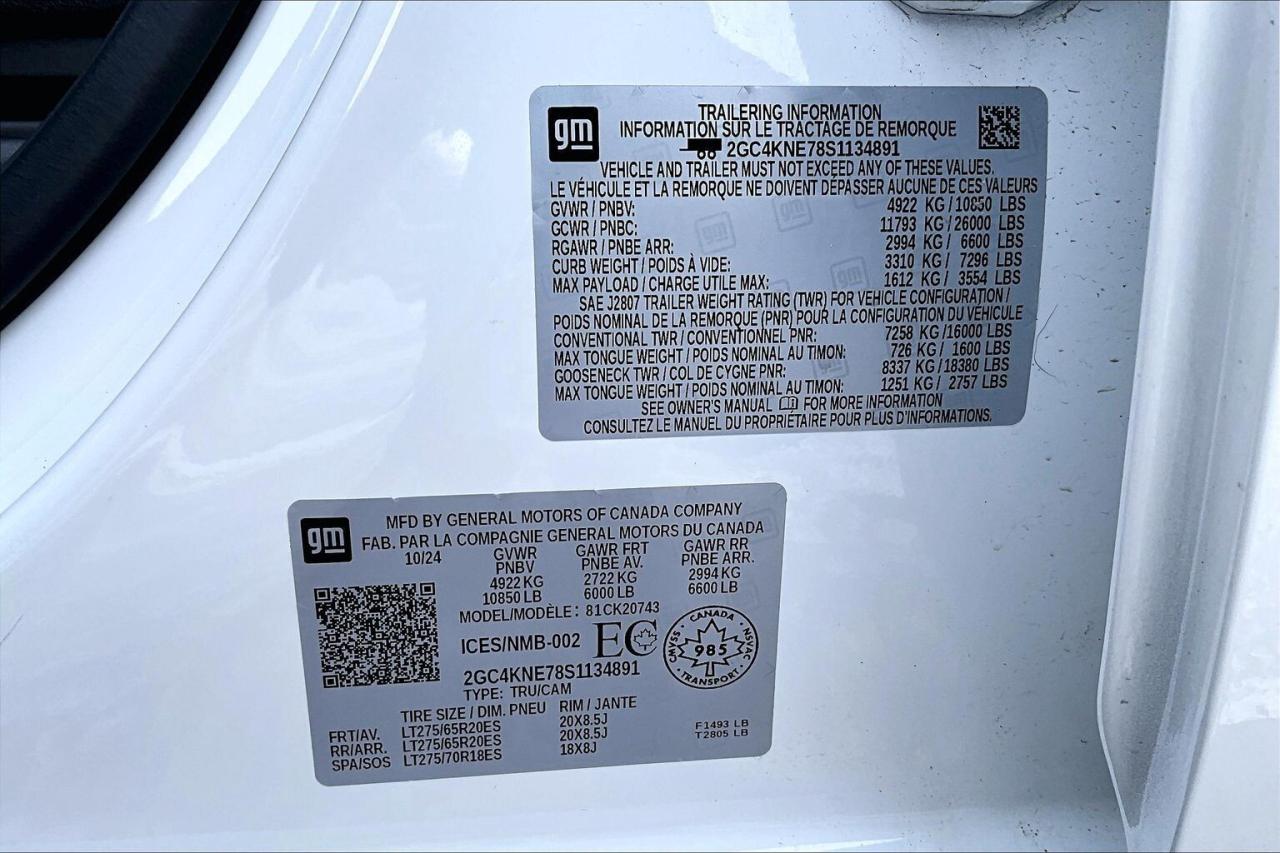 gm
TRAILERING INFORMATION
INFORMATION SUR LE TRACTAGE DE REMORQUE
2GC4KNE78S1134891
VEHICLE AND TRAILER MUST NOT EXCEED ANY OF THESE VALUES.
LE VÉHICULE ET LA REMORQUE NE DOIVENT DÉPASSER AUCUNE DE CES VALEURS
GVWR / PNBV: 4922 KG / 10850 LBS
GCWR / PNBC: 11793 KG / 26000 LBS
RGAWR / PNBE ARR: 2994 KG / 6600 LBS
CURB WEIGHT / POIDS À VIDE: 3310 KG / 7296 LBS
MAX PAYLOAD / CHARGE UTILE MAX: 1612 KG / 3554 LBS
SAE J2807 TRAILER WEIGHT RATING (TWR) FOR VEHICLE CONFIGURATION /
POIDS NOMINAL DE LA REMORQUE (PNR) POUR LA CONFIGURATION DU VÉHICULE
CONVENTIONAL TWR / CONVENTIONNEL PNR: 7258 KG / 16000 LBS
MAX TONGUE WEIGHT / POIDS NOMINAL AU TIMON: 726 KG / 1600 LBS
GOOSENECK TWR / COL DE CYGNE PNR: 8337 KG / 18380 LBS
MAX TONGUE WEIGHT / POIDS NOMINAL AU TIMON: 1251 KG / 2757 LBS
SEE OWNER'S MANUAL FOR MORE INFORMATION
CONSULTEZ LE MANUEL DU PROPRIÉTAIRE POUR PLUS D'INFORMATIONS.
gm
MFD BY GENERAL MOTORS OF CANADA COMPANY
FAB. PAR LA COMPAGNIE GENERAL MOTORS DU CANADA
10/24 GVWR GAWR FRT GAWR RR
PNBV PNBE AV. PNBE ARR.
4922 KG 2722 KG 2994 KG
10850 LB 6000 LB 6600 LB
MODEL/MODÈLE: 81CK20743
ICES/NMB-002 EC
CANADA
CMVSS 985 NSVAC
TRANSPORT
2GC4KNE78S1134891
TYPE: TRU/CAM
TIRE SIZE / DIM. PNEU RIM / JANTE
FRT/AV. LT275/65R20ES 20X8.5J
RR/ARR. LT275/65R20ES 20X8.5J
SPA/SOS LT275/70R18ES 18X8J
F1493 LB
T2805 LB